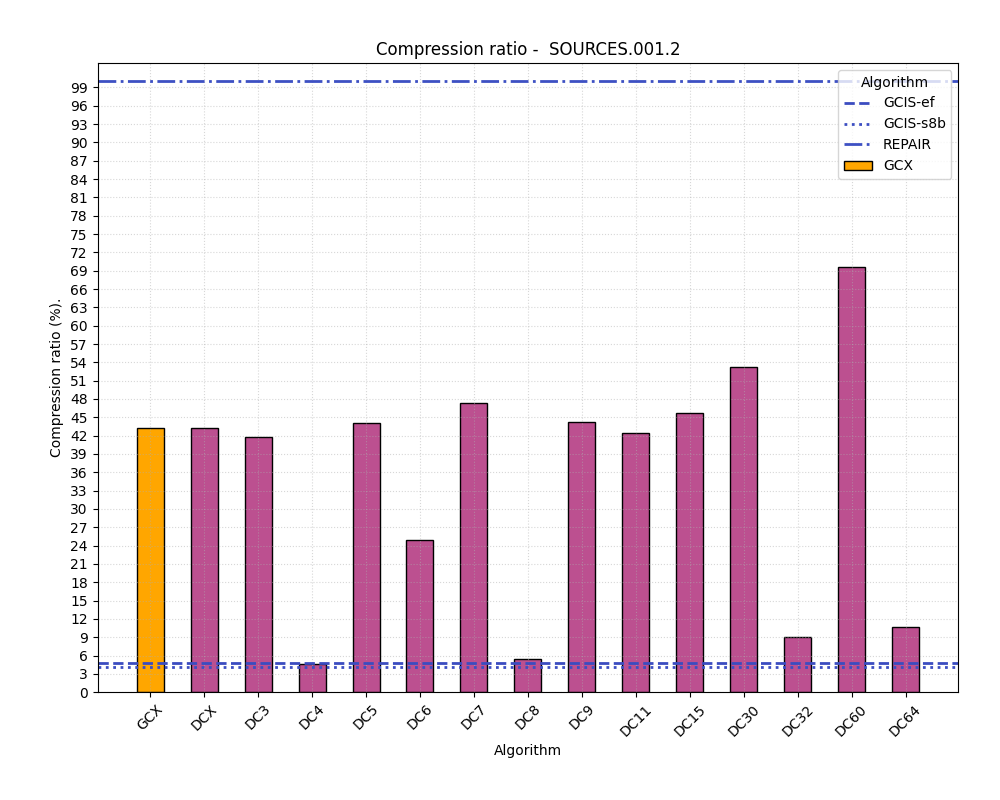 Compression ratio -  SOURCES.001.2
Algorithm
GCIS-ef
GCIS-s8b
REPAIR
GCX
99
96
93
90
87
84
81
78
75
72
69
66
63
60
57
54
51
48
45
42
39
36
33
30
27
24
21
18
15
12
9
6
3
0
Compression ratio (%).
GCX
DCX
DC3
DC4
DC5
DC6
DC7
DC8
DC9
DC11
DC15
DC30
DC32
DC60
DC64
Algorithm